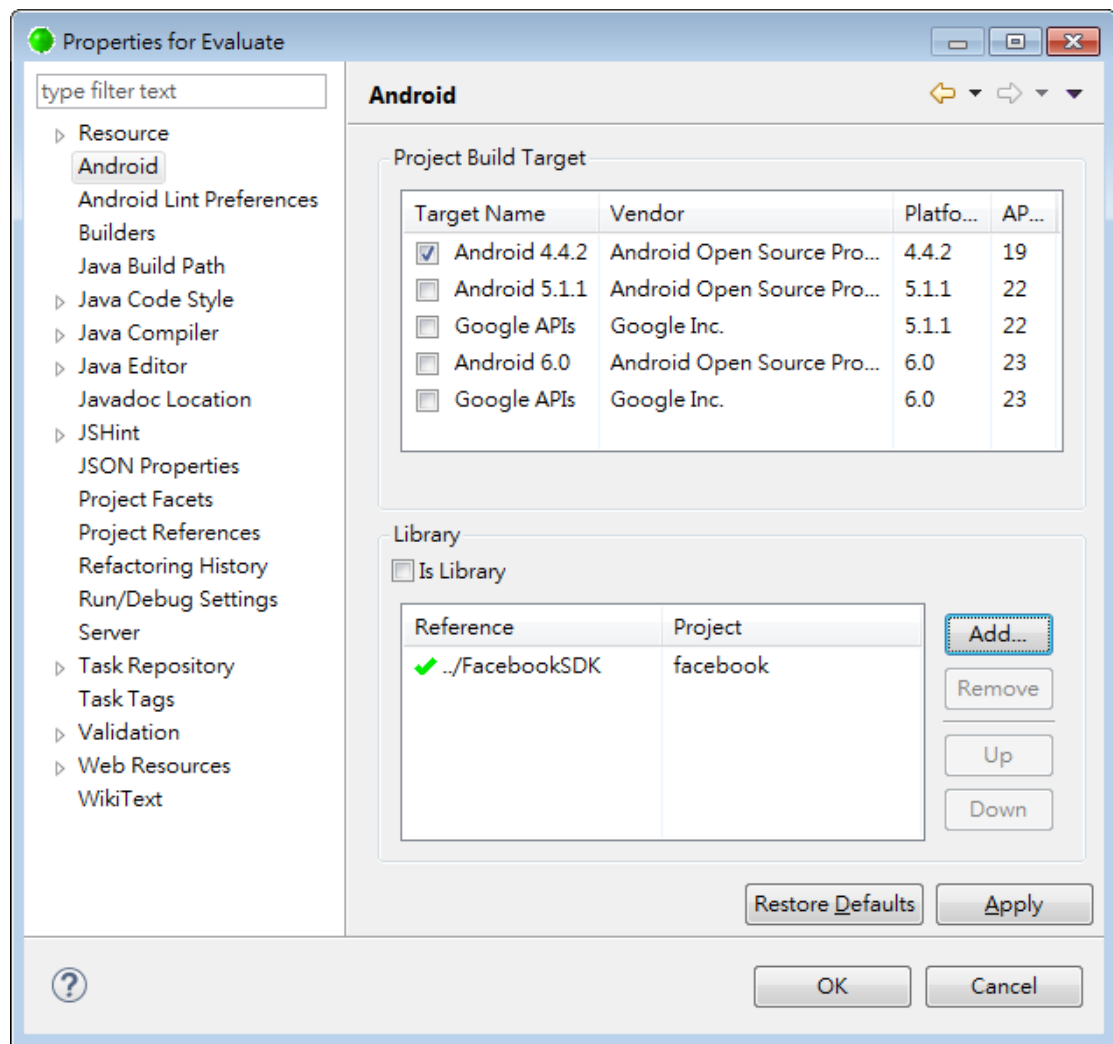 Properties for Evaluate
type filter text
Resource
Android
Android Lint Preferences
Builders
Java Build Path
Java Code Style
Java Compiler
Java Editor
Javadoc Location
JSHint
JSON Properties
Project Facets
Project References
Refactoring History
Run/Debug Settings
Server
Task Repository
Task Tags
Validation
Web Resources
WikiText
Android
Project Build Target
Target Name Vendor Platfo... AP...
Android 4.4.2 Android Open Source Pro... 4.4.2 19
Android 5.1.1 Android Open Source Pro... 5.1.1 22
Google APIs Google Inc. 5.1.1 22
Android 6.0 Android Open Source Pro... 6.0 23
Google APIs Google Inc. 6.0 23
Library
Is Library
Reference Project
../FacebookSDK facebook
Add...
Remove
Up
Down
Restore Defaults Apply
? OK Cancel